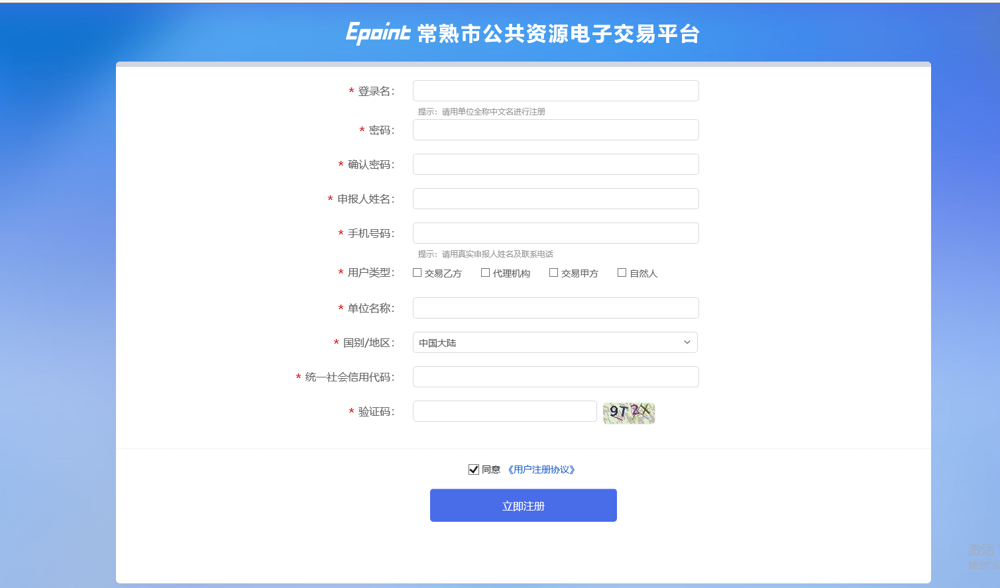 Epoint 常熟市公共资源电子交易平台
* 登录名：
提示：请用单位全称中文名进行注册
* 密码：
* 确认密码：
* 申报人姓名：
* 手机号码：
提示：请用真实申报人姓名及联系电话
* 用户类型： 交易乙方 代理机构 交易甲方 自然人
* 单位名称：
* 国别/地区： 中国大陆
* 统一社会信用代码：
* 验证码： 9T2X
同意 《用户注册协议》
立即注册
激活